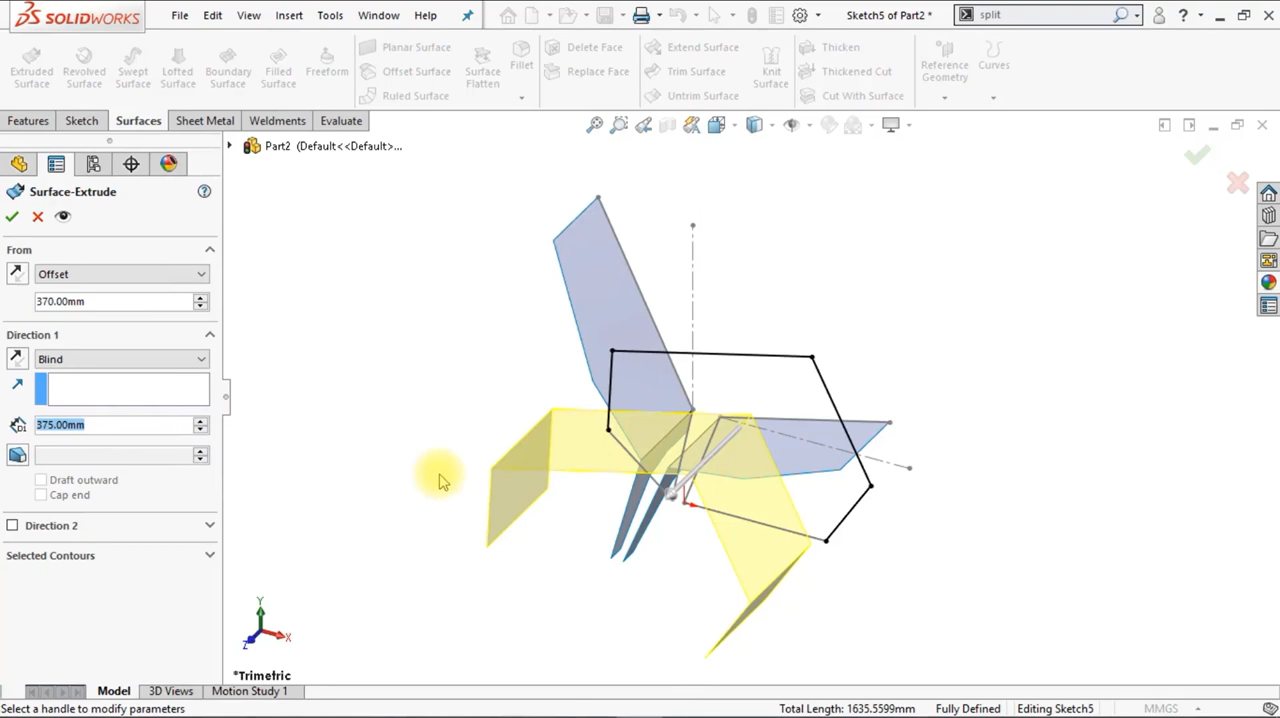 SOLIDWORKS File Edit View Insert Tools Window Help Sketch5 of Part2 * split ?
Extruded Surface
Revolved Surface
Swept Surface
Lofted Surface
Boundary Surface
Filled Surface
Freeform
Planar Surface
Offset Surface
Ruled Surface
Surface Flatten
Fillet
Delete Face
Replace Face
Extend Surface
Trim Surface
Untrim Surface
Knit Surface
Thicken
Thickened Cut
Cut With Surface
Reference Geometry
Curves
Features Sketch Surfaces Sheet Metal Weldments Evaluate
Part2 (Default<<Default>...
Surface-Extrude
From
Offset
370.00mm
Direction 1
Blind
D1
375.00mm
Draft outward
Cap end
Direction 2
Selected Contours
Y
X
Z
*Trimetric
Model 3D Views Motion Study 1
Select a handle to modify parameters Total Length: 1635.5599mm Fully Defined Editing Sketch5 MMGS